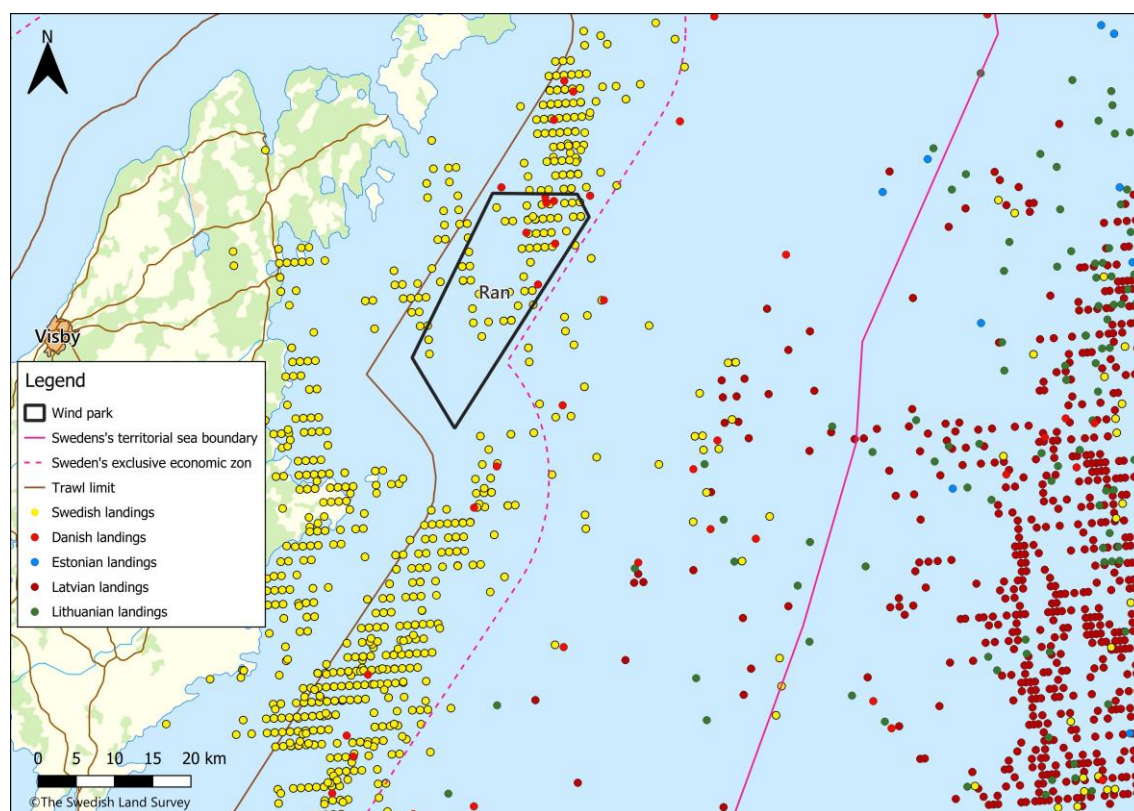 N
Ran
Visby
Legend
Wind park
Swedens's territorial sea boundary
Sweden's exclusive economic zon
Trawl limit
Swedish landings
Danish landings
Estonian landings
Latvian landings
Lithuanian landings
0 5 10 15 20 km
©The Swedish Land Survey